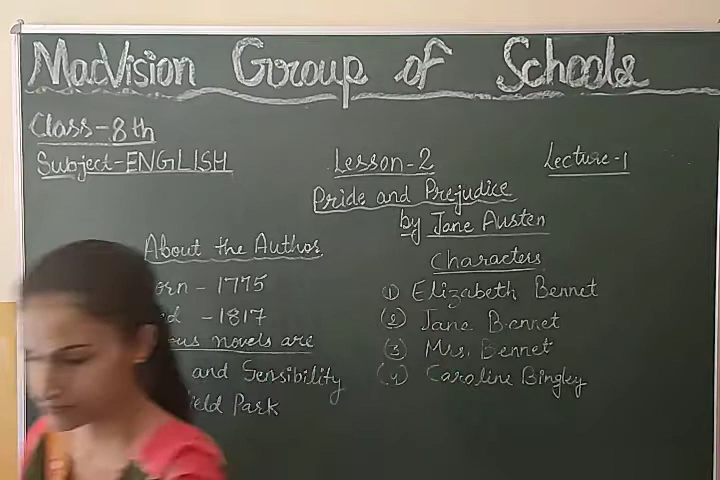 MacVision Group of Schools
Class-8th
Subject-ENGLISH Lesson-2 Lecture-1
Pride and Prejudice
by Jane Austen
About the Author
orn - 1775
d - 1817
ous novels are
and Sensibility
ield Park
Characters
(1) Elizabeth Bennet
(2) Jane Bennet
(3) Mrs. Bennet
(4) Caroline Bingley